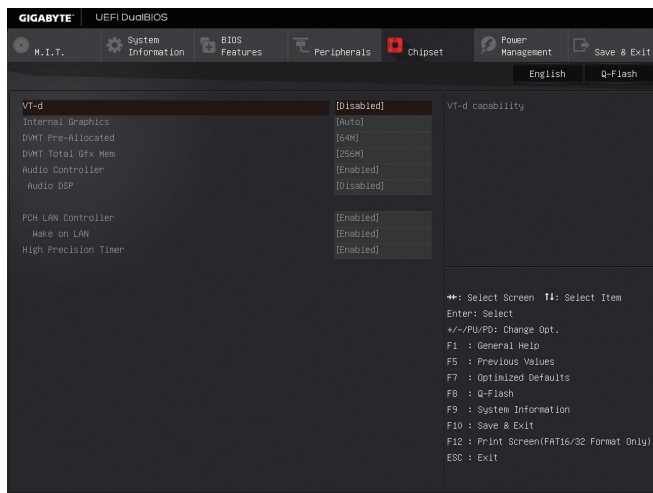 GIGABYTE™ UEFI DualBIOS
M.I.T.
System Information
BIOS Features
Peripherals
Chipset
Power Management
Save & Exit
English
Q-Flash
VT-d [Disabled]
Internal Graphics [Auto]
DVMT Pre-Allocated [64M]
DVMT Total Gfx Mem [256M]
Audio Controller [Enabled]
Audio DSP [Disabled]
PCH LAN Controller [Enabled]
Wake on LAN [Enabled]
High Precision Timer [Enabled]
VT-d capability
→←: Select Screen ↑↓: Select Item
Enter: Select
+/-/PU/PD: Change Opt.
F1 : General Help
F5 : Previous Values
F7 : Optimized Defaults
F8 : Q-Flash
F9 : System Information
F10 : Save & Exit
F12 : Print Screen(FAT16/32 Format Only)
ESC : Exit